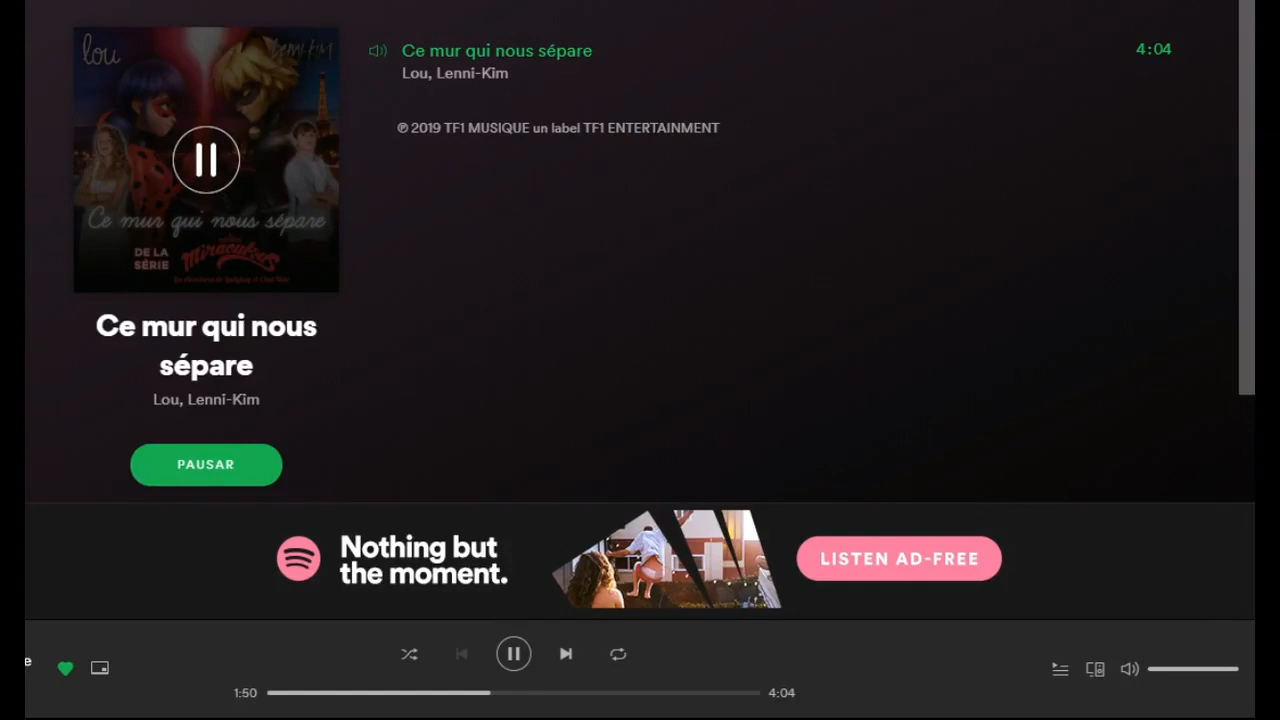 lou
LENNI-KIM
Ce mur qui nous sépare
DE LA
SÉRIE
Miraculous
Ce mur qui nous sépare
4:04
Lou, Lenni-Kim
℗ 2019 TF1 MUSIQUE un label TF1 ENTERTAINMENT
Ce mur qui nous
sépare
Lou, Lenni-Kim
PAUSAR
Nothing but
the moment.
LISTEN AD-FREE
e
1:50
4:04